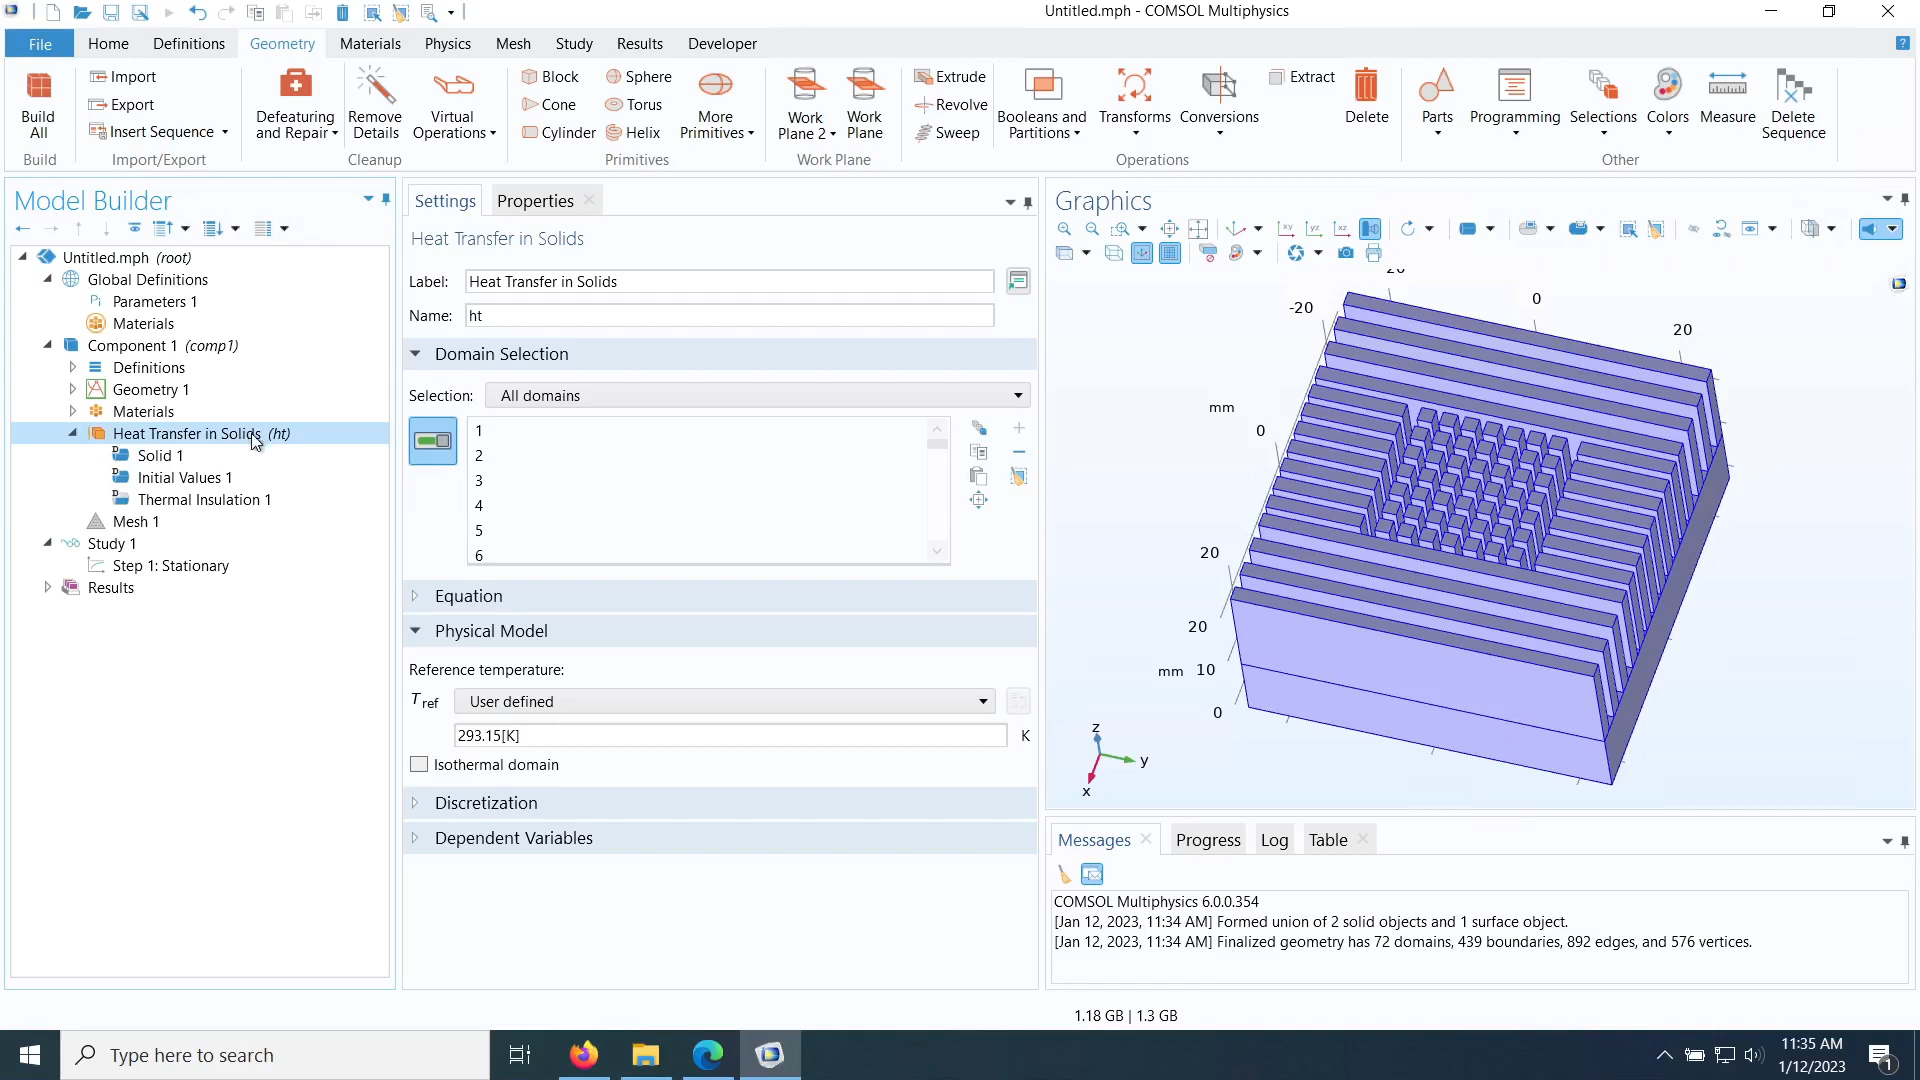 Untitled.mph - COMSOL Multiphysics
File Home Definitions Geometry Materials Physics Mesh Study Results Developer
Build All
Import
Export
Insert Sequence
Defeaturing and Repair
Remove Details
Virtual Operations
Block
Cone
Cylinder
Sphere
Torus
Helix
More Primitives
Work Plane 2
Work Plane
Extrude
Revolve
Sweep
Booleans and Partitions
Transforms
Conversions
Extract
Delete
Parts
Programming
Selections
Colors
Measure
Delete Sequence
Build Import/Export Cleanup Primitives Work Plane Operations Other
Model Builder
Untitled.mph (root)
Global Definitions
Pi Parameters 1
Materials
Component 1 (comp1)
Definitions
Geometry 1
Materials
Heat Transfer in Solids (ht)
D Solid 1
D Initial Values 1
D Thermal Insulation 1
Mesh 1
Study 1
Step 1: Stationary
Results
Settings Properties
Heat Transfer in Solids
Label: Heat Transfer in Solids
Name: ht
Domain Selection
Selection: All domains
1
2
3
4
5
6
Equation
Physical Model
Reference temperature:
Tref User defined
293.15[K] K
Isothermal domain
Discretization
Dependent Variables
Graphics
xy yz xz
20
0
-20
20
mm
0
20
20
mm 10
0
z
y
x
Messages Progress Log Table
COMSOL Multiphysics 6.0.0.354
[Jan 12, 2023, 11:34 AM] Formed union of 2 solid objects and 1 surface object.
[Jan 12, 2023, 11:34 AM] Finalized geometry has 72 domains, 439 boundaries, 892 edges, and 576 vertices.
1.18 GB | 1.3 GB
Type here to search
11:35 AM
1/12/2023
1